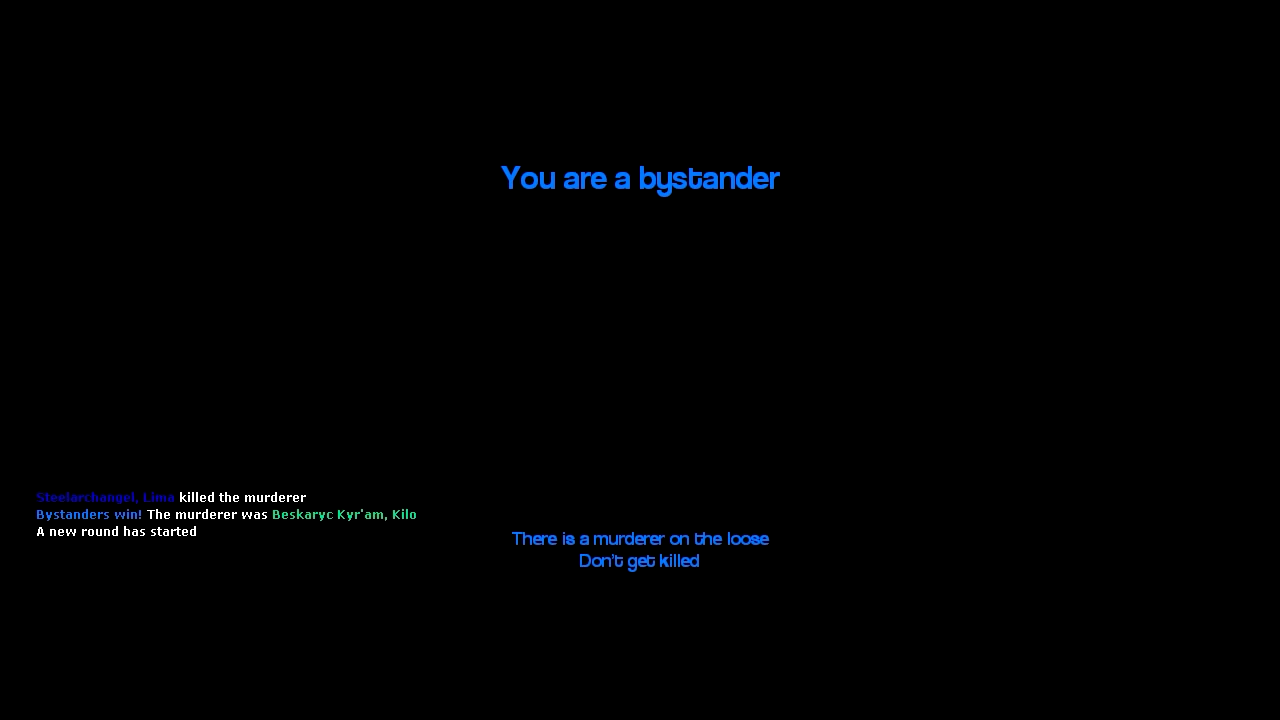 You are a bystander
Steelarchangel, Lima killed the murderer
Bystanders win! The murderer was Beskaryc Kyr'am, Kilo
A new round has started
There is a murderer on the loose
Don't get killed